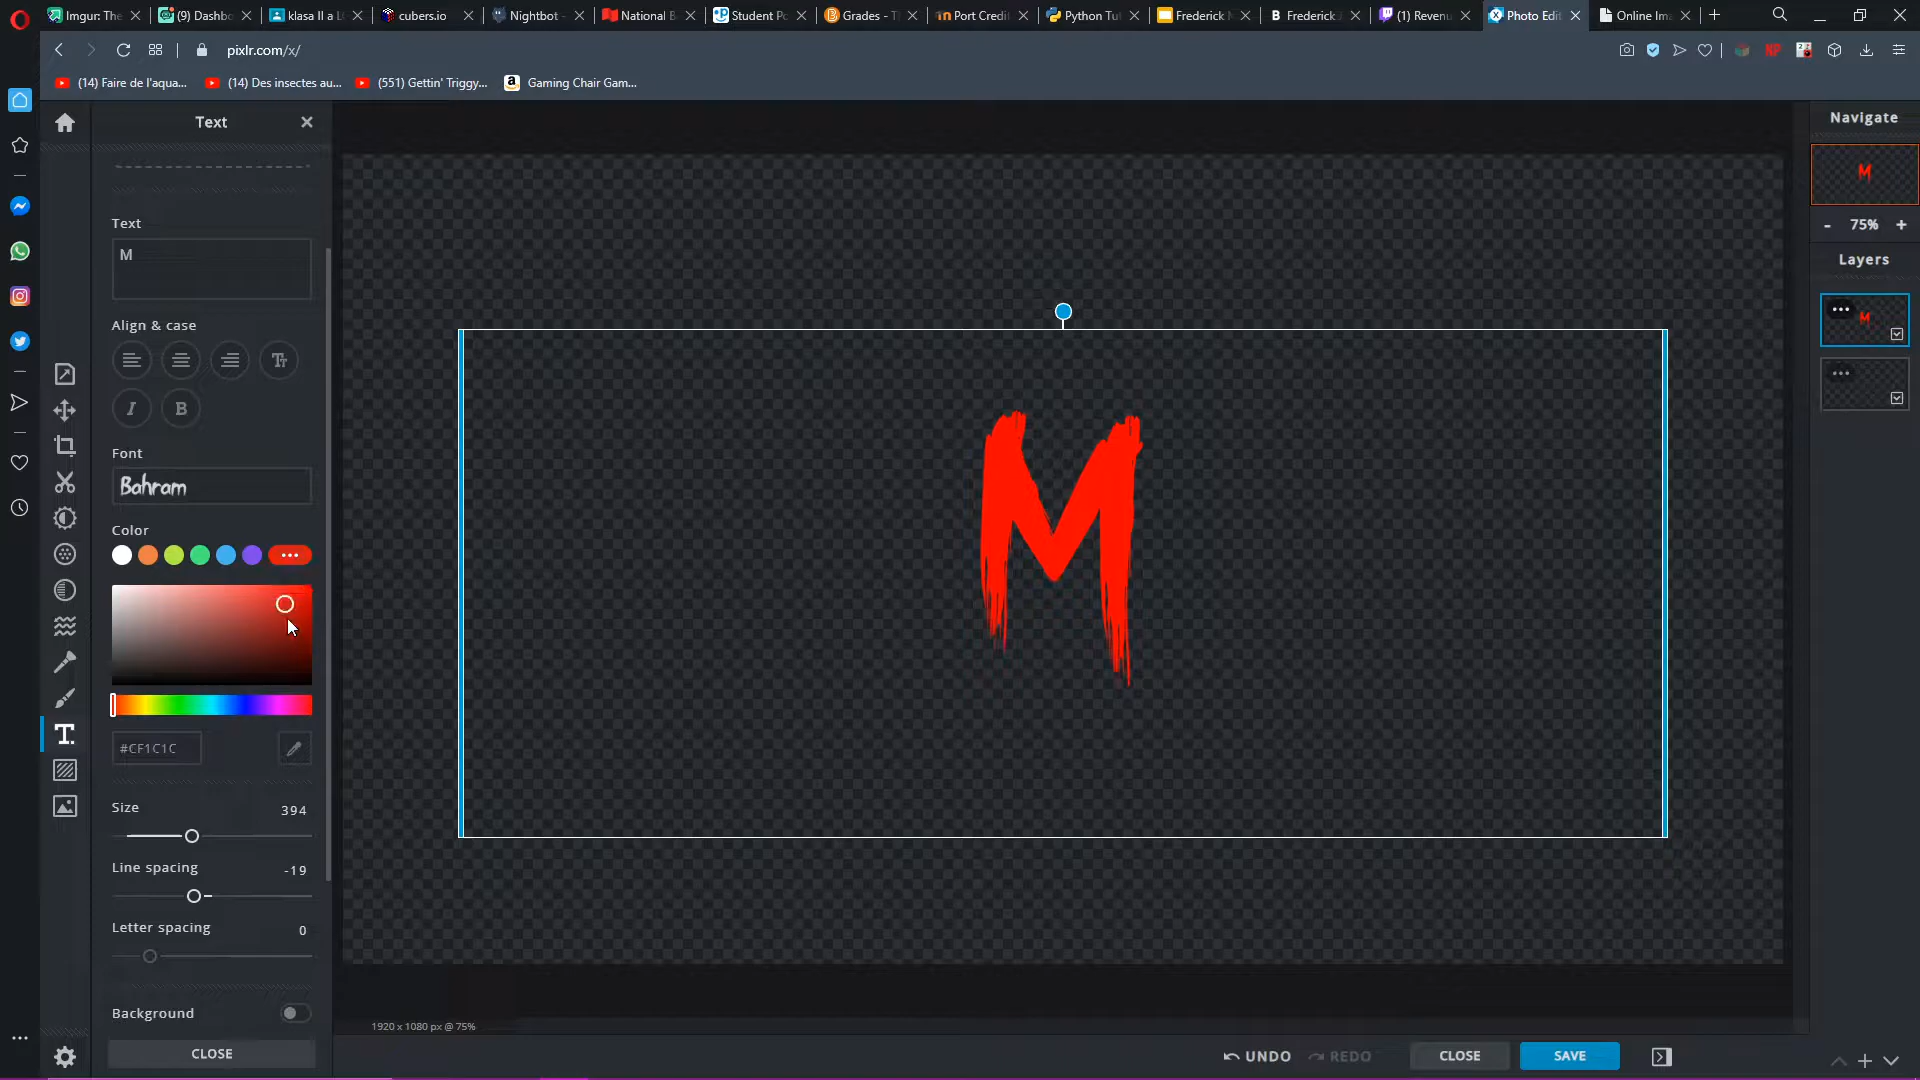 Imgur: The
(9) Dashbo
klasa II a L
cubers.io
Nightbot -
National B
Student Po
Grades - T
Port Credi
Python Tu
Frederick M
Frederick
(1) Revenu
Photo Edit
Online Im
pixlr.com/x/
(14) Faire de l'aqua...
(14) Des insectes au...
(551) Gettin' Triggy...
Gaming Chair Gam...
Text
Navigate
75%
Layers
Text
M
Align & case
Font
Bahram
Color
#CF1C1C
Size
394
Line spacing
-19
Letter spacing
0
Background
CLOSE
M
1920 x 1080 px @ 75%
UNDO
REDO
CLOSE
SAVE